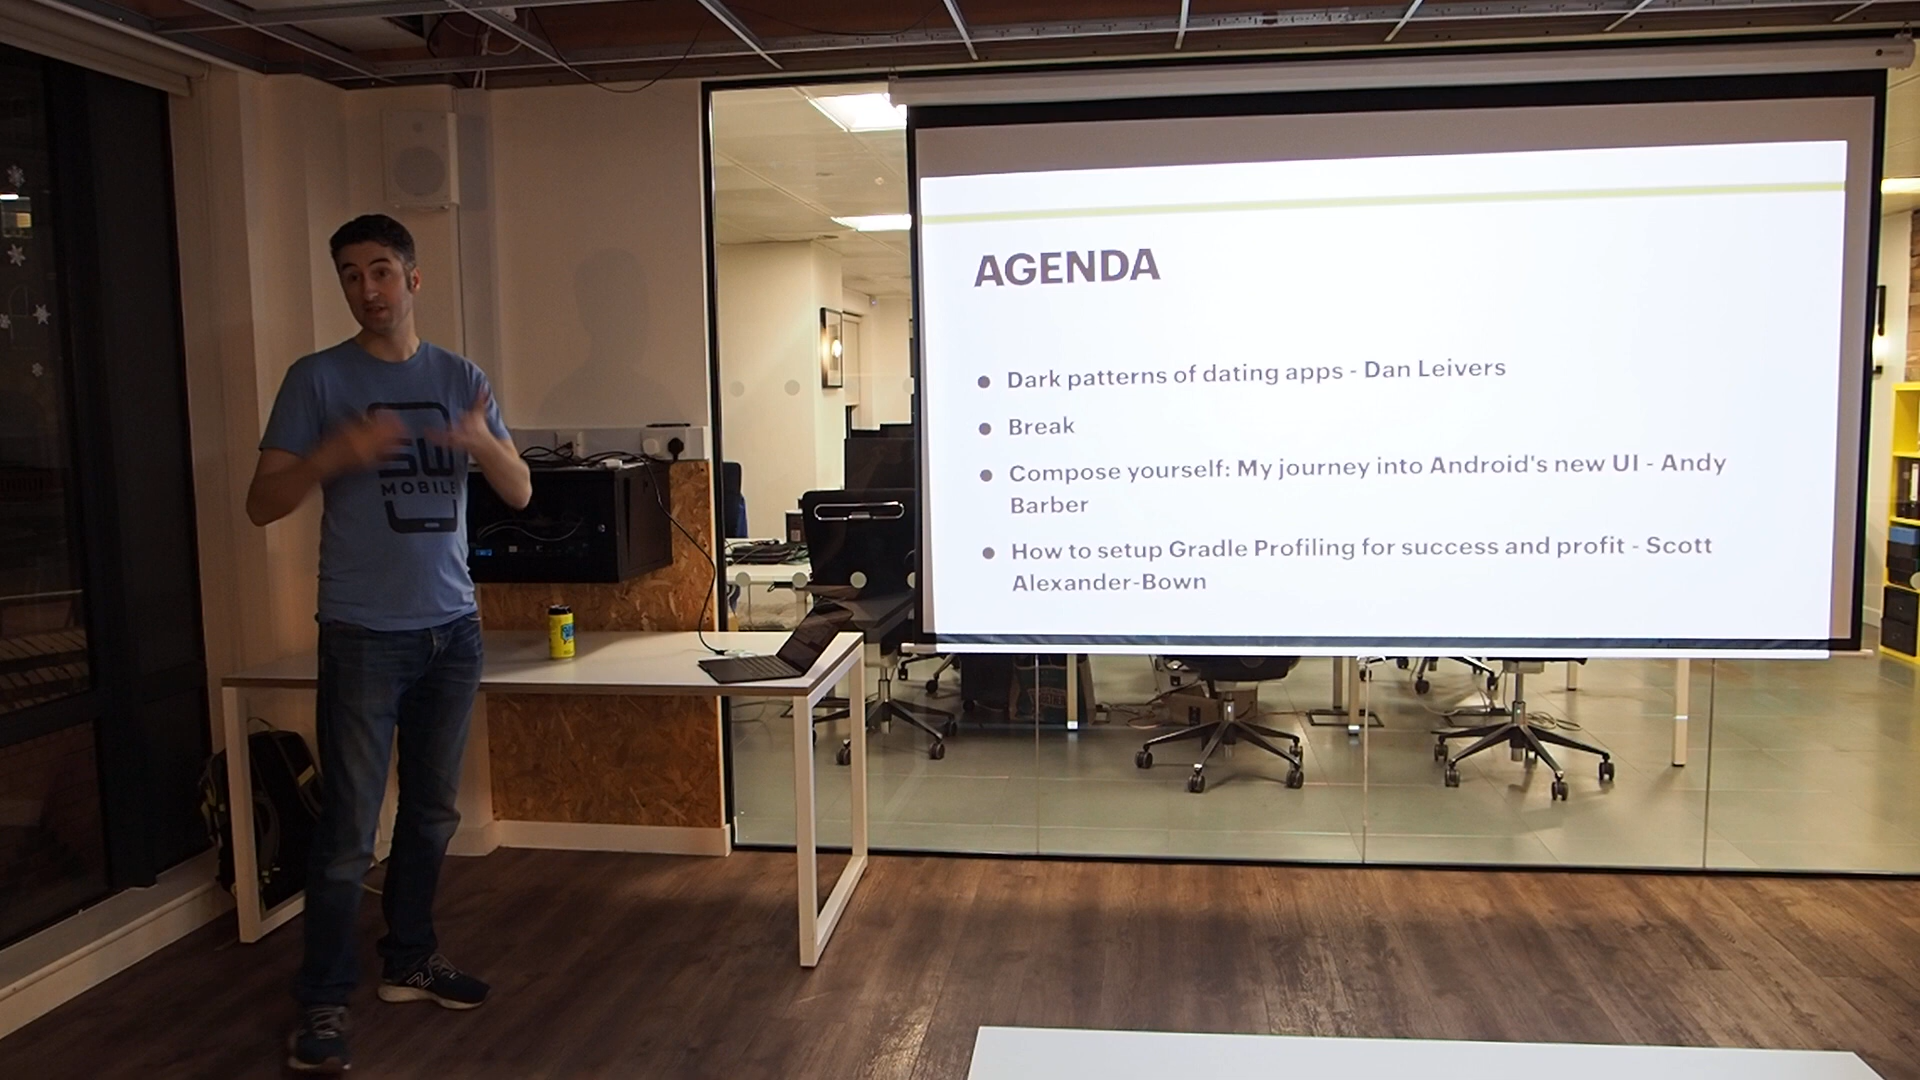 AGENDA
Dark patterns of dating apps - Dan Leivers
Break
Compose yourself: My journey into Android's new UI - Andy
Barber
How to setup Gradle Profiling for success and profit - Scott
Alexander-Bown
SW
MOBILE